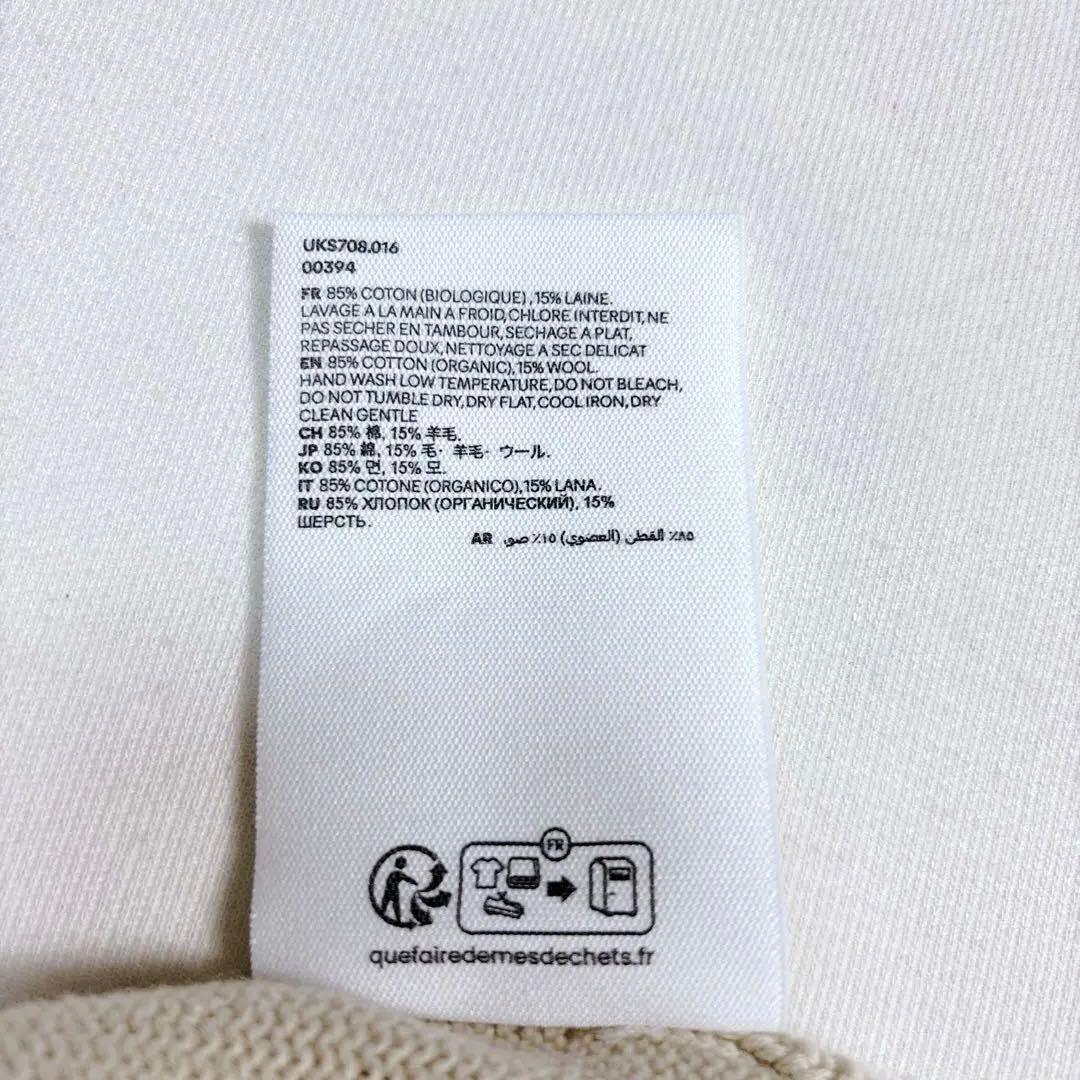 UKS708.016
00394
FR 85% COTON (BIOLOGIQUE), 15% LAINE.
LAVAGE A LA MAIN A FROID, CHLORE INTERDIT, NE
PAS SECHER EN TAMBOUR, SECHAGE A PLAT,
REPASSAGE DOUX, NETTOYAGE A SEC DELICAT
EN 85% COTTON (ORGANIC), 15% WOOL.
HAND WASH LOW TEMPERATURE, DO NOT BLEACH,
DO NOT TUMBLE DRY, DRY FLAT, COOL IRON, DRY
CLEAN GENTLE
CH 85% 棉, 15% 羊毛.
JP 85% 綿, 15% 毛· 羊毛· ウール.
KO 85% 면, 15% 모.
IT 85% COTONE (ORGANICO), 15% LANA.
RU 85% ХЛОПОК (ОРГАНИЧЕСКИЙ), 15%
ШЕРСТЬ.
AR ٨٥٪ القطن (العضوي) ١٥٪
FR
quefairedemesdechets.fr